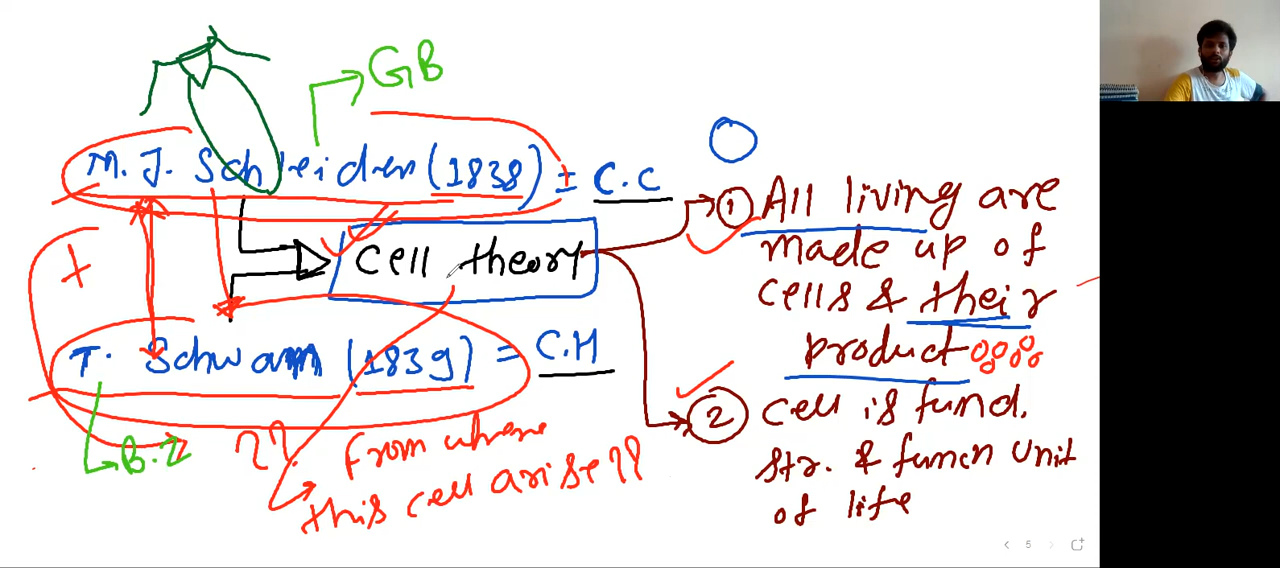 GB
M. J. Schleiden (1838) = C.C
cell theory
T. Schwann (1839) = C.H
B.Z
??
from where
this cell arise ??
① All living are
made up of
cells & their
product
② cell is fund.
str. & funcn unit
of life
5